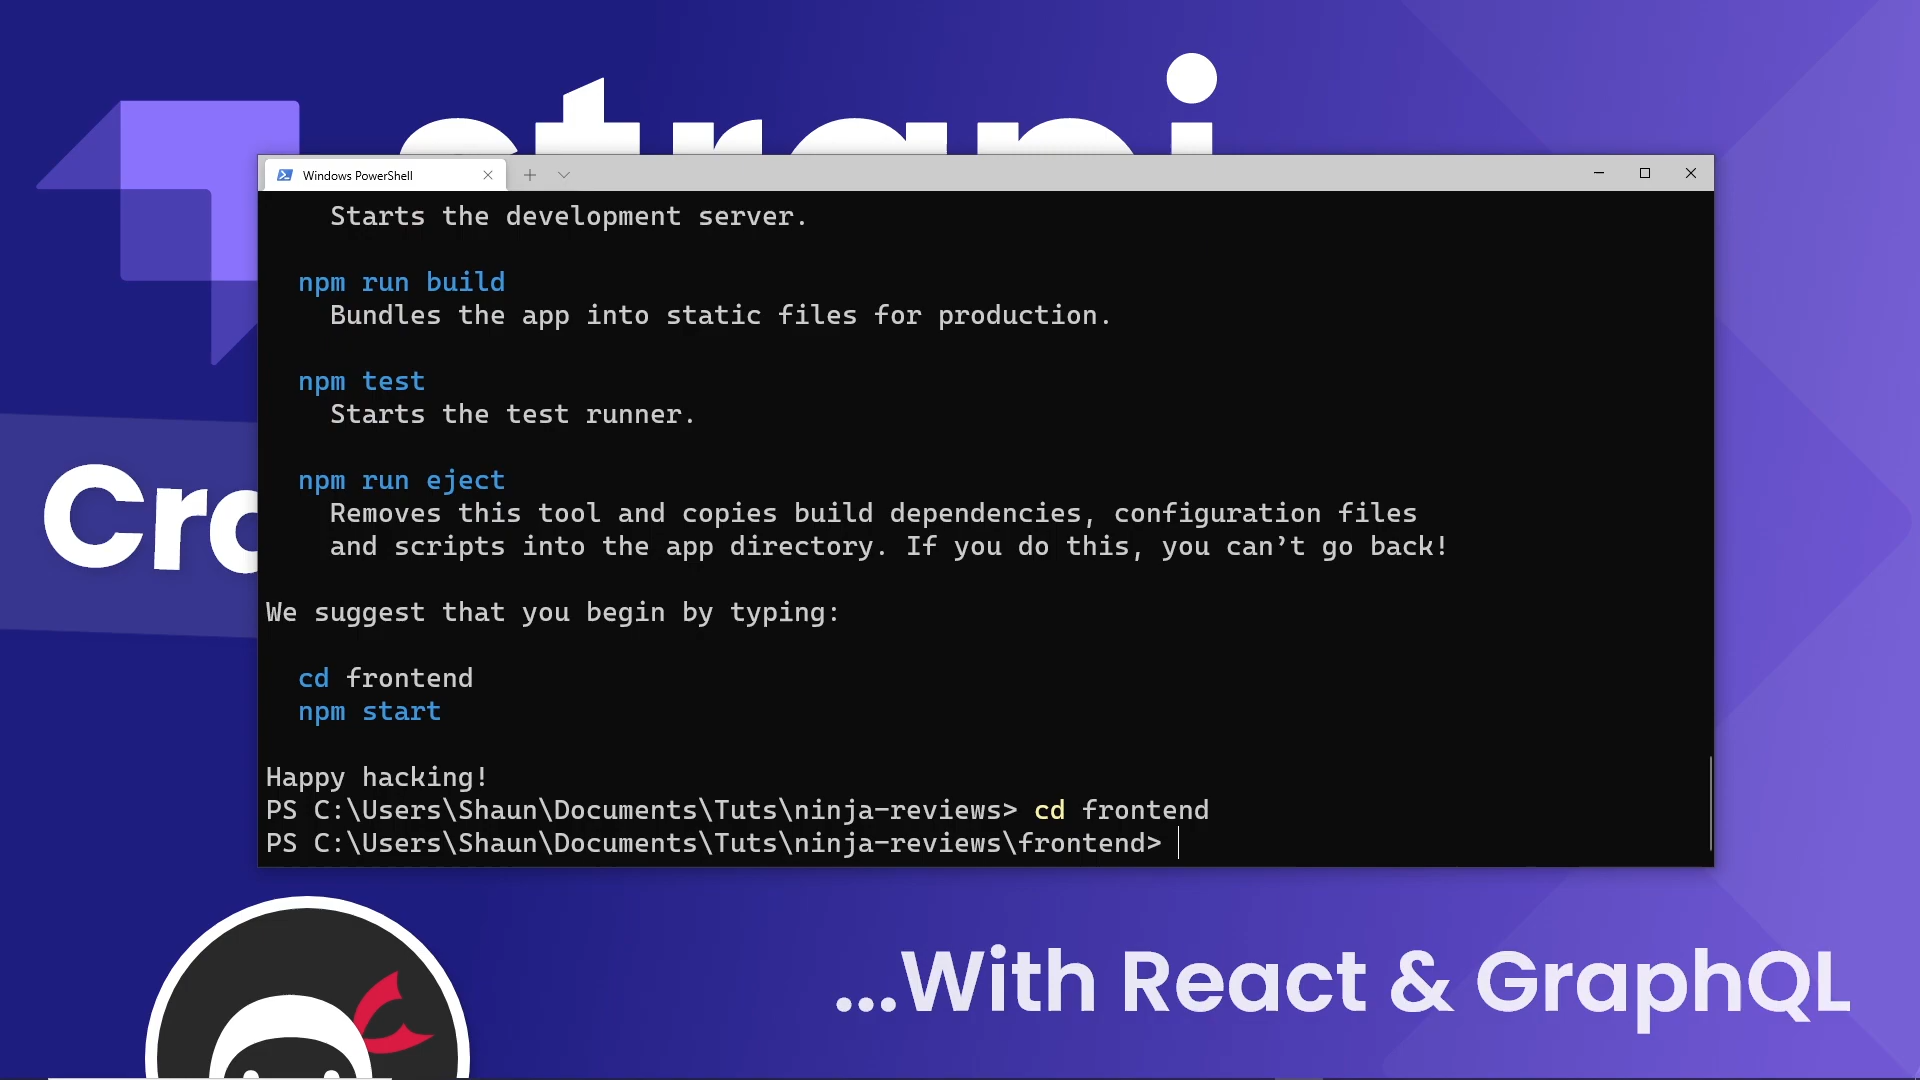 Windows PowerShell
Starts the development server.
npm run build
Bundles the app into static files for production.
npm test
Starts the test runner.
npm run eject
Removes this tool and copies build dependencies, configuration files
and scripts into the app directory. If you do this, you can’t go back!
We suggest that you begin by typing:
cd frontend
npm start
Happy hacking!
PS C:\Users\Shaun\Documents\Tuts\ninja-reviews> cd frontend
PS C:\Users\Shaun\Documents\Tuts\ninja-reviews\frontend>
...With React & GraphQL